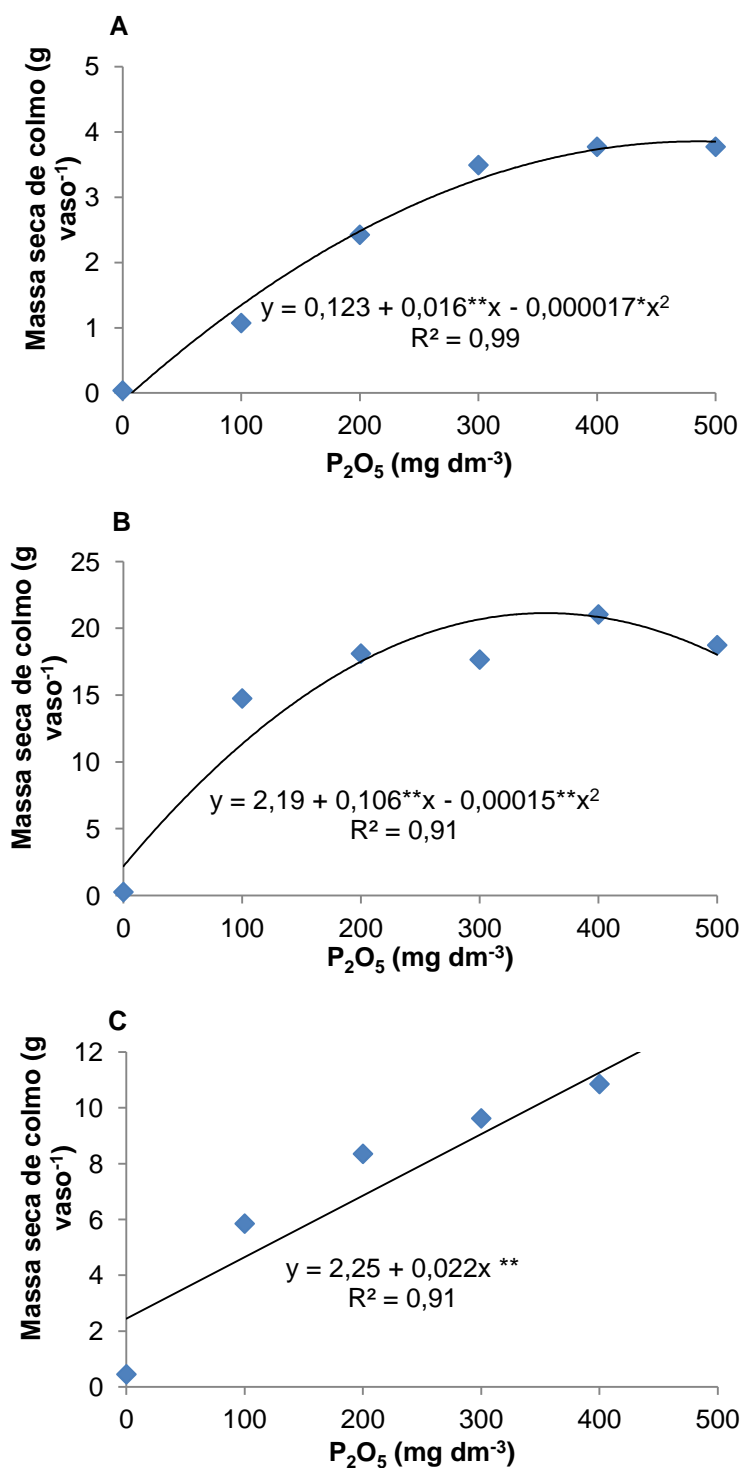 A
Massa seca de colmo (g
vaso⁻¹)
5
4
3
2
1
0
y = 0,123 + 0,016**x - 0,000017*x²
R² = 0,99
0 100 200 300 400 500
P₂O₅ (mg dm⁻³)
B
Massa seca de colmo (g
vaso⁻¹)
25
20
15
10
5
0
y = 2,19 + 0,106**x - 0,00015**x²
R² = 0,91
0 100 200 300 400 500
P₂O₅ (mg dm⁻³)
C
Massa seca de colmo (g
vaso⁻¹)
12
10
8
6
4
2
0
y = 2,25 + 0,022x **
R² = 0,91
0 100 200 300 400 500
P₂O₅ (mg dm⁻³)